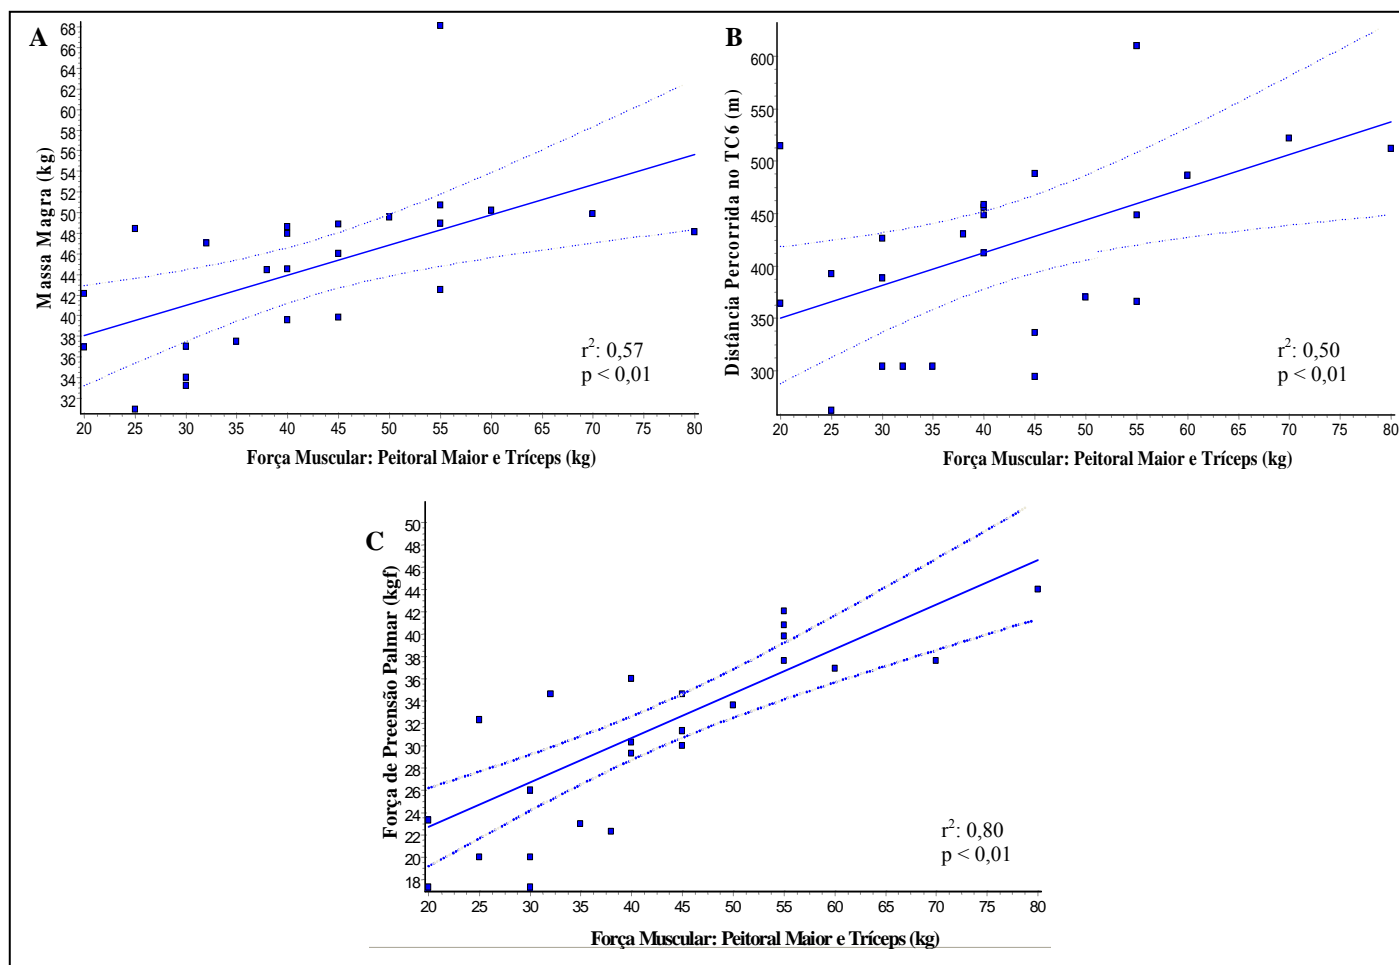 A
Massa Magra (kg)
68
66
64
62
60
58
56
54
52
50
48
46
44
42
40
38
36
34
32
20 25 30 35 40 45 50 55 60 65 70 75 80
r²: 0,57
p < 0,01
Força Muscular: Peitoral Maior e Tríceps (kg)
B
Distância Percorrida no TC6 (m)
600
550
500
450
400
350
300
20 25 30 35 40 45 50 55 60 65 70 75 80
r²: 0,50
p < 0,01
Força Muscular: Peitoral Maior e Tríceps (kg)
C
Força de Preensão Palmar (kgf)
50
48
46
44
42
40
38
36
34
32
30
28
26
24
22
20
18
20 25 30 35 40 45 50 55 60 65 70 75 80
r²: 0,80
p < 0,01
Força Muscular: Peitoral Maior e Tríceps (kg)